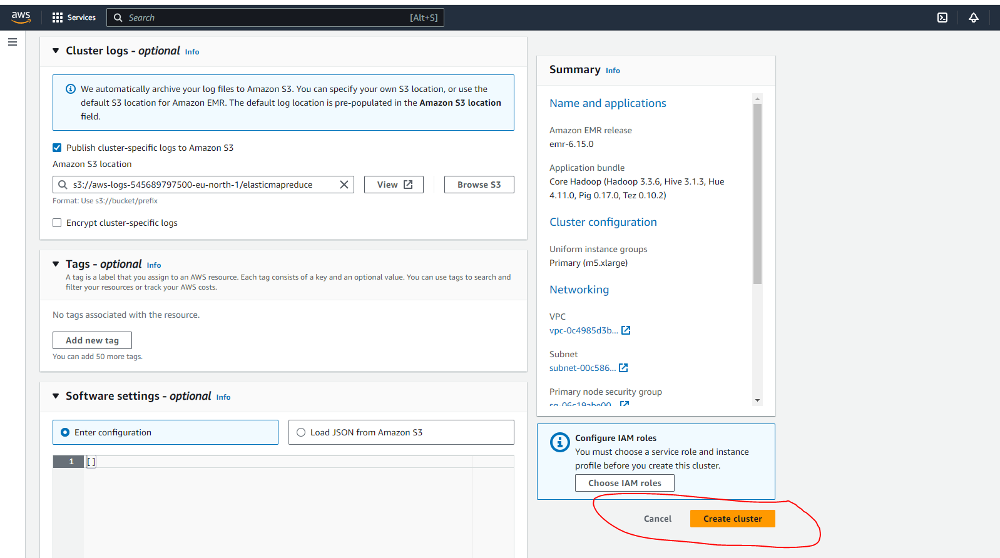 aws
Services
Search
[Alt+S]
Cluster logs - optional Info
We automatically archive your log files to Amazon S3. You can specify your own S3 location, or use the
default S3 location for Amazon EMR. The default log location is pre-populated in the Amazon S3 location
field.
Publish cluster-specific logs to Amazon S3
Amazon S3 location
s3://aws-logs-545689797500-eu-north-1/elasticmapreduce
View
Browse S3
Format: Use s3://bucket/prefix
Encrypt cluster-specific logs
Tags - optional Info
A tag is a label that you assign to an AWS resource. Each tag consists of a key and an optional value. You can use tags to search and
filter your resources or track your AWS costs.
No tags associated with the resource.
Add new tag
You can add 50 more tags.
Software settings - optional Info
Enter configuration
Load JSON from Amazon S3
1
[]
Summary Info
Name and applications
Amazon EMR release
emr-6.15.0
Application bundle
Core Hadoop (Hadoop 3.3.6, Hive 3.1.3, Hue
4.11.0, Pig 0.17.0, Tez 0.10.2)
Cluster configuration
Uniform instance groups
Primary (m5.xlarge)
Networking
VPC
vpc-0c4985d3b...
Subnet
subnet-00c586...
Primary node security group
sg-06c19abe00...
Configure IAM roles
You must choose a service role and instance
profile before you create this cluster.
Choose IAM roles
Cancel
Create cluster